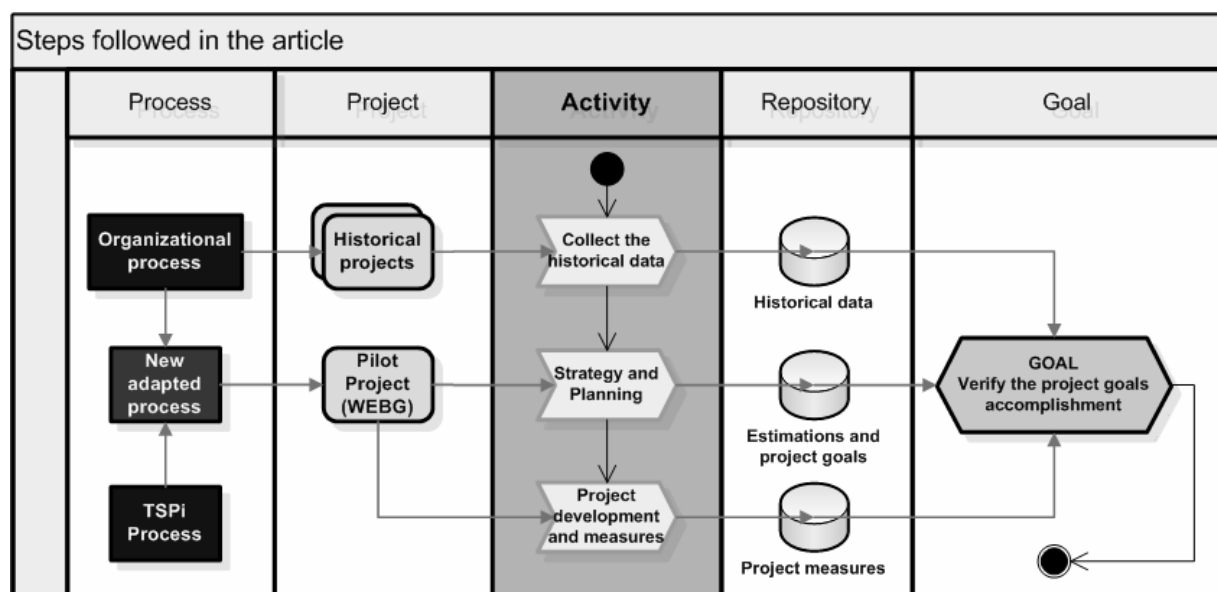 Steps followed in the article
Process
Project
Activity
Repository
Goal
Organizational
process
Historical
projects
Collect the
historical data
Historical data
New
adapted
process
Pilot
Project
(WEBG)
Strategy and
Planning
Estimations and
project goals
GOAL
Verify the project goals
accomplishment
TSPi
Process
Project
development
and measures
Project measures